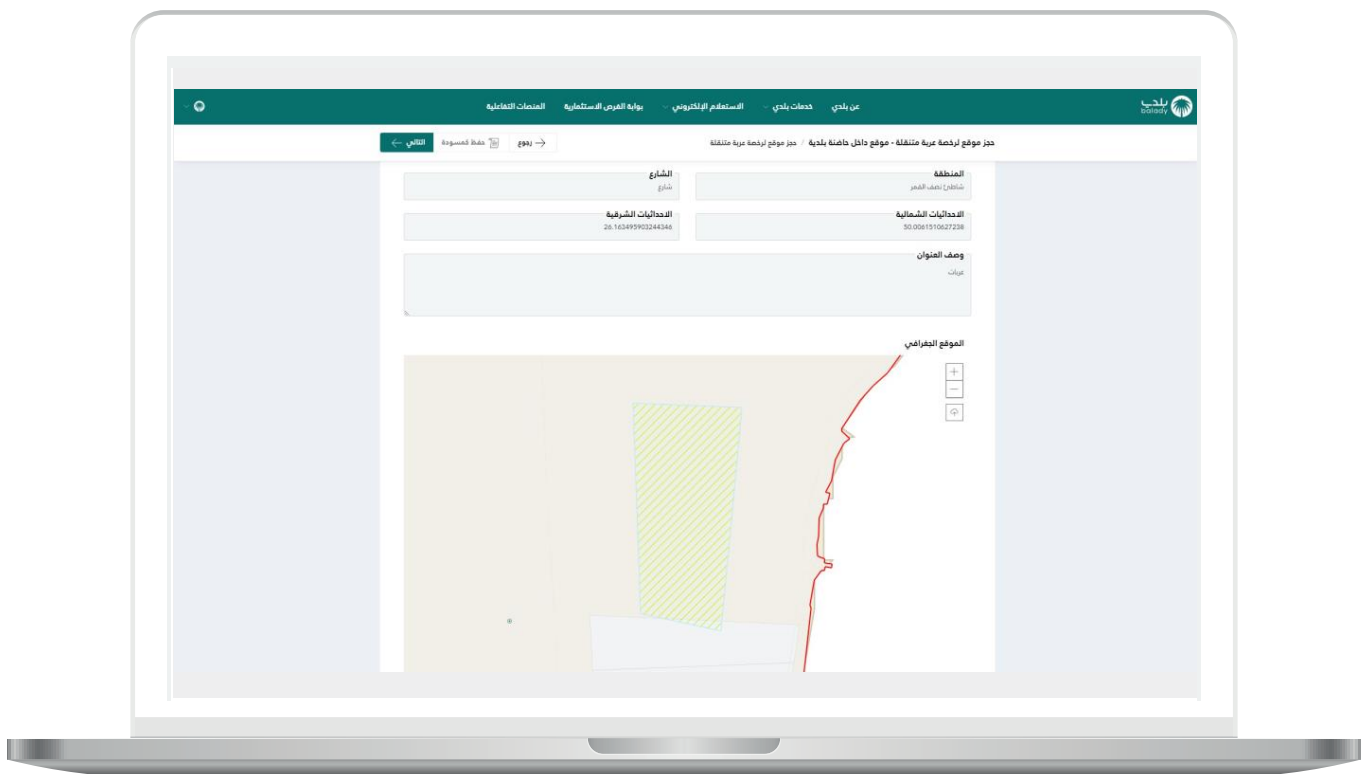 بلدي
balady
عن بلدي
خدمات بلدي
الاستعلام الإلكتروني
بوابة الفرص الاستثمارية
المنصات التفاعلية
حجز موقع لرخصة عربة متنقلة - موقع داخل حاضنة بلدية / حجز موقع لرخصة عربة متنقلة
رجوع
حفظ كمسودة
التالي
المنطقة
شاطئ نصف القمر
الشارع
شارع
الاحداثيات الشمالية
50.0061510627238
الاحداثيات الشرقية
26.163495903244346
وصف العنوان
عربات
الموقع الجغرافي